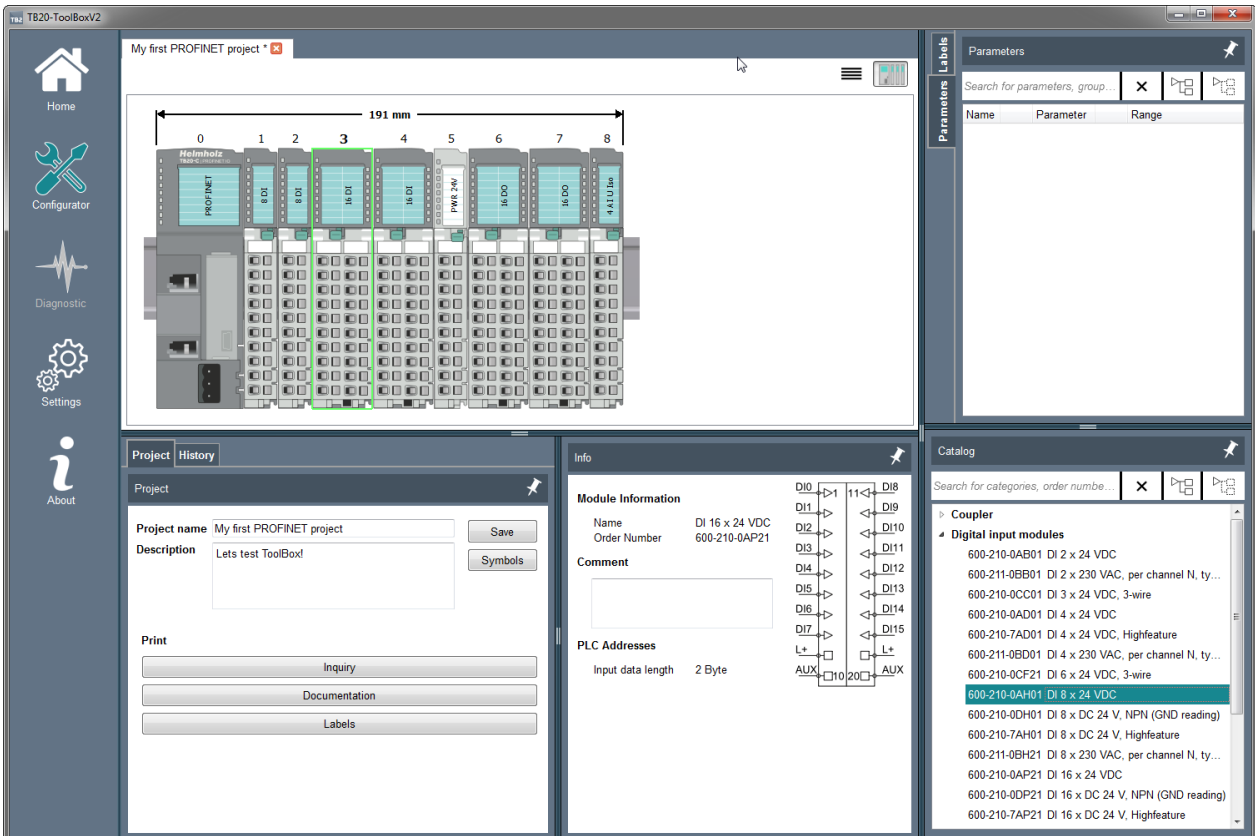 TB20-ToolBoxV2
Home
Configurator
Diagnostic
Settings
About
My first PROFINET project *
191 mm
0 1 2 3 4 5 6 7 8
Helmholz
PROFINET
8 DI
8 DI
16 DI
16 DI
PWR 24V
16 DO
16 DO
4 AI U Iso
Labels
Parameters
Parameters
Search for parameters, group...
Name Parameter Range
Project History
Project
Project name My first PROFINET project
Save
Description Lets test ToolBox!
Symbols
Print
Inquiry
Documentation
Labels
Info
Module Information
Name DI 16 x 24 VDC
Order Number 600-210-0AP21
Comment
PLC Addresses
Input data length 2 Byte
DI0 1 11 DI8
DI1 DI9
DI2 DI10
DI3 DI11
DI4 DI12
DI5 DI13
DI6 DI14
DI7 DI15
L+ L+
AUX 10 20 AUX
Catalog
Search for categories, order numbe...
Coupler
Digital input modules
600-210-0AB01 DI 2 x 24 VDC
600-211-0BB01 DI 2 x 230 VAC, per channel N, ty...
600-210-0CC01 DI 3 x 24 VDC, 3-wire
600-210-0AD01 DI 4 x 24 VDC
600-210-7AD01 DI 4 x 24 VDC, Highfeature
600-211-0BD01 DI 4 x 230 VAC, per channel N, ty...
600-210-0CF21 DI 6 x 24 VDC, 3-wire
600-210-0AH01 DI 8 x 24 VDC
600-210-0DH01 DI 8 x DC 24 V, NPN (GND reading)
600-210-7AH01 DI 8 x DC 24 V, Highfeature
600-211-0BH21 DI 8 x 230 VAC, per channel N, ty...
600-210-0AP21 DI 16 x 24 VDC
600-210-0DP21 DI 16 x DC 24 V, NPN (GND reading)
600-210-7AP21 DI 16 x DC 24 V, Highfeature